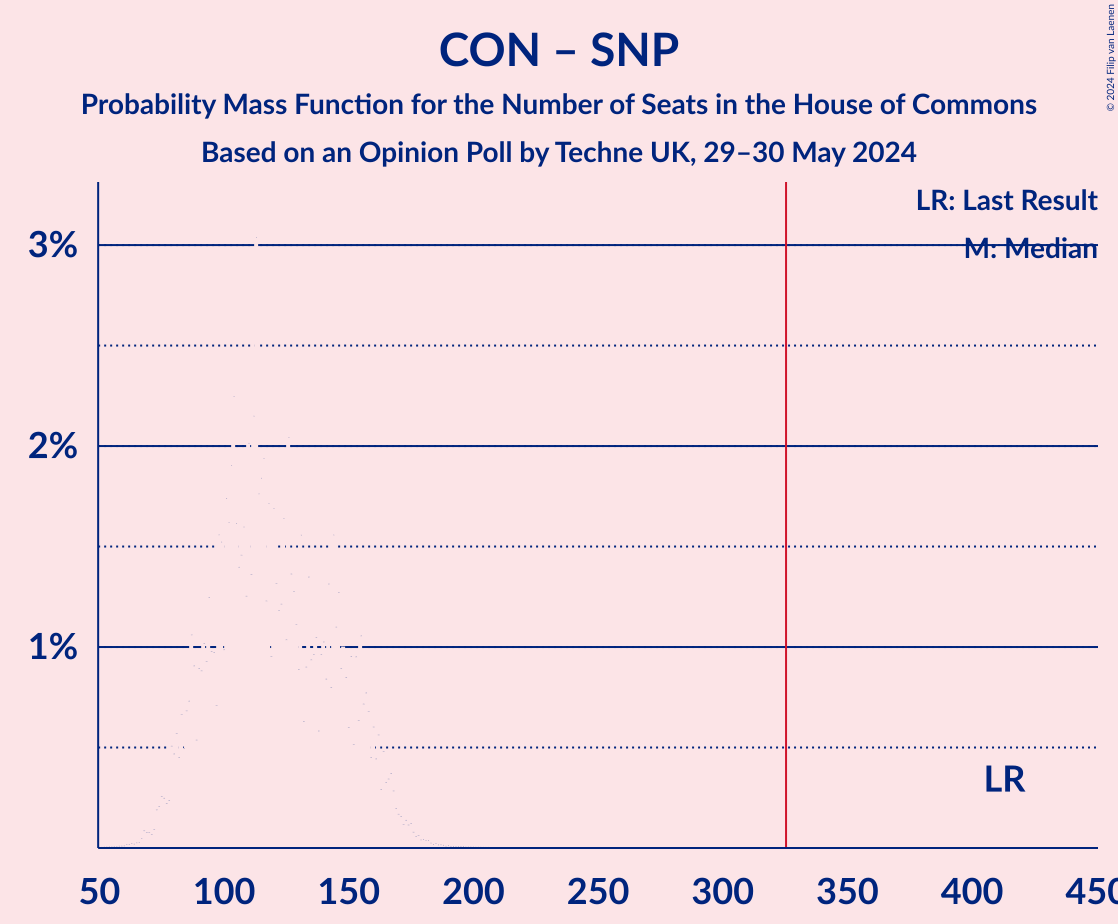 CON – SNP
Probability Mass Function for the Number of Seats in the House of Commons
Based on an Opinion Poll by Techne UK, 29–30 May 2024
© 2024 Filip van Laenen
LR: Last Result
M: Median
3%
2%
1%
LR
50 100 150 200 250 300 350 400 450